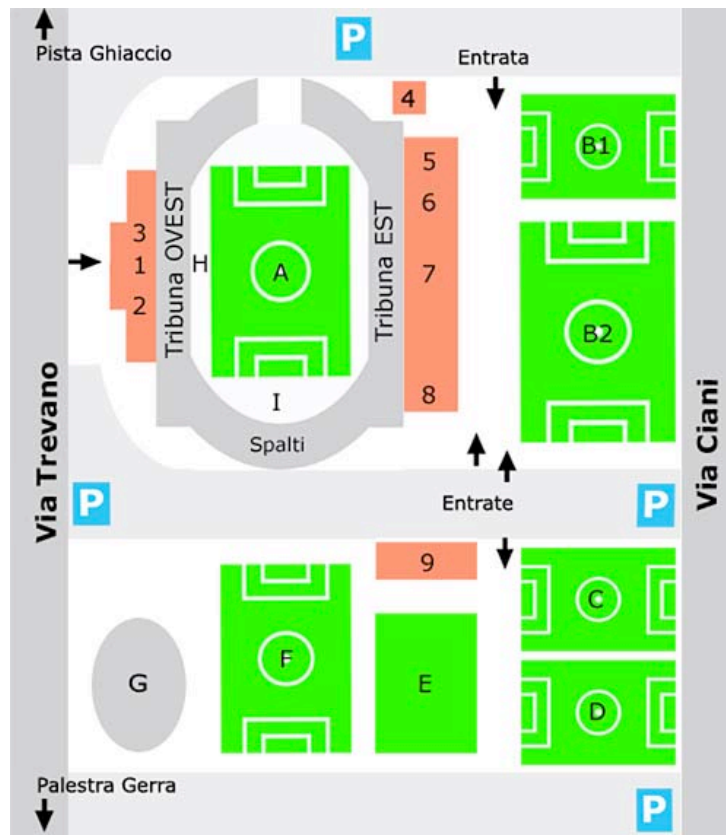 P
Pista Ghiaccio
Entrata
4
B1
5
6
3
1
2
Tribuna OVEST
H
A
Tribuna EST
7
B2
8
I
Spalti
Via Trevano
Via Ciani
P
Entrate
P
9
C
F
G
E
D
Palestra Gerra
P